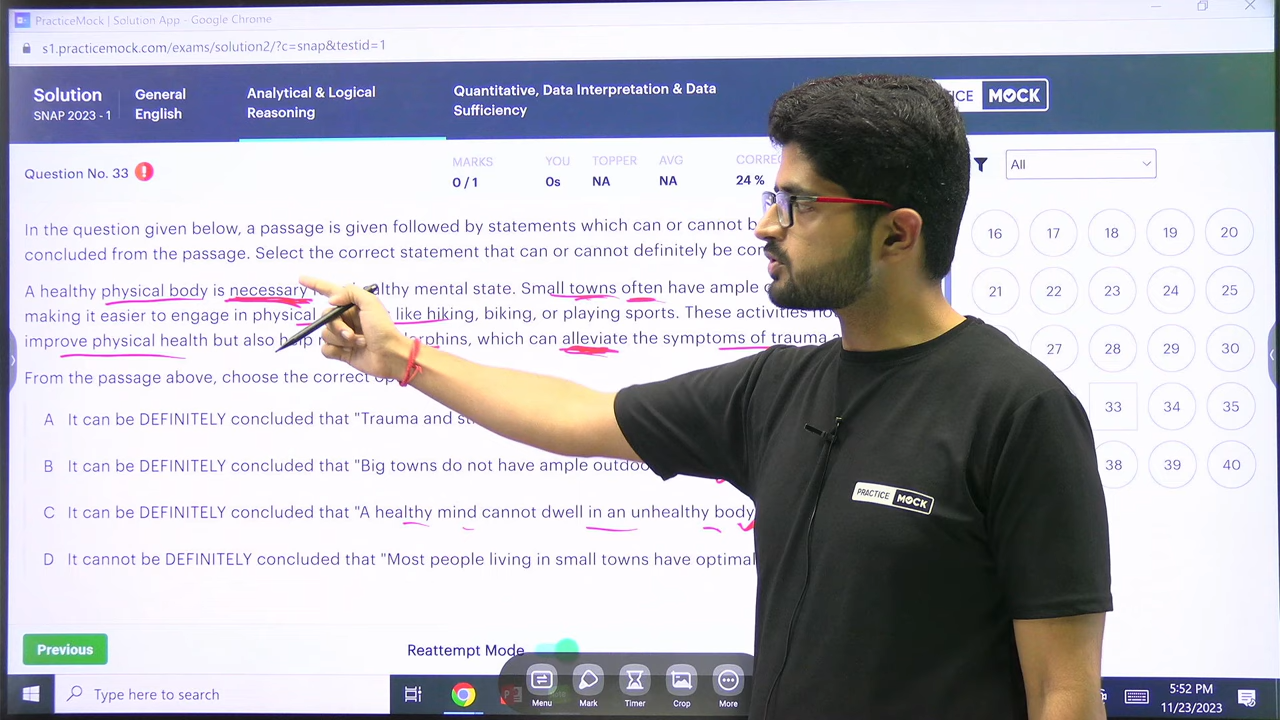 PracticeMock | Solution App - Google Chrome
s1.practicemock.com/exams/solution2/?c=snap&testid=1
Solution
SNAP 2023 - 1
General
English
Analytical & Logical
Reasoning
Quantitative, Data Interpretation & Data
Sufficiency
MOCK
Question No. 33
MARKS YOU TOPPER AVG
0 / 1 0s NA NA 24 %
All
In the question given below, a passage is given followed by statements which can or cannot
concluded from the passage. Select the correct statement that can or cannot definitely be
A healthy physical body is necessary mental state. Small towns often have ample
making it easier to engage in physical like hiking, biking, or playing sports. These activities
improve physical health but also which can alleviate the symptoms of trauma
From the passage above, choose the correct
A It can be DEFINITELY concluded that "Trauma and
B It can be DEFINITELY concluded that "Big towns do not have ample
C It can be DEFINITELY concluded that "A healthy mind cannot dwell in an unhealthy body
D It cannot be DEFINITELY concluded that "Most people living in small towns have
16 17 18 19 20
21 22 23 24 25
27 28 29 30
33 34 35
38 39 40
PRACTICE MOCK
Previous
Reattempt Mode
Menu Mark Timer Crop More
Type here to search
5:52 PM
11/23/2023